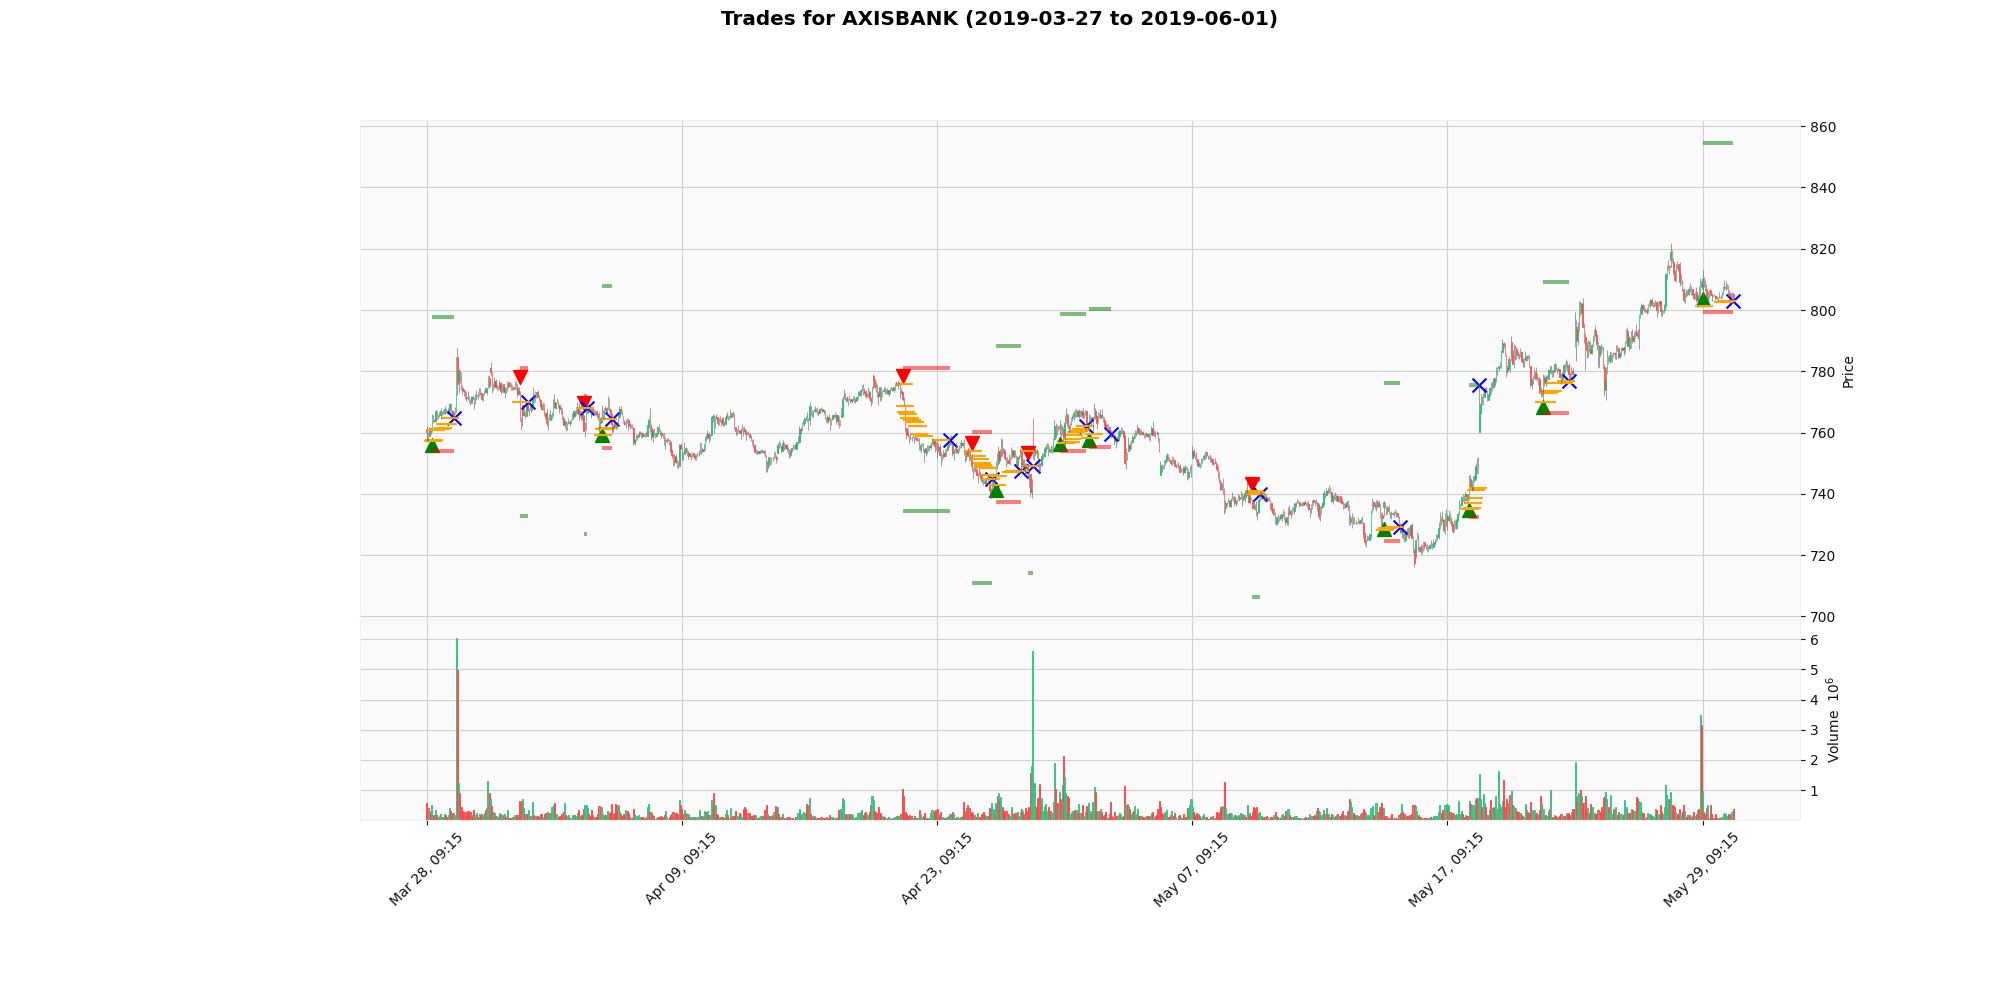 Trades for AXISBANK (2019-03-27 to 2019-06-01)
860
840
820
800
780
760
740
720
700
Price
6
5
4
3
2
1
Volume 10^6
Mar 28, 09:15
Apr 09, 09:15
Apr 23, 09:15
May 07, 09:15
May 17, 09:15
May 29, 09:15